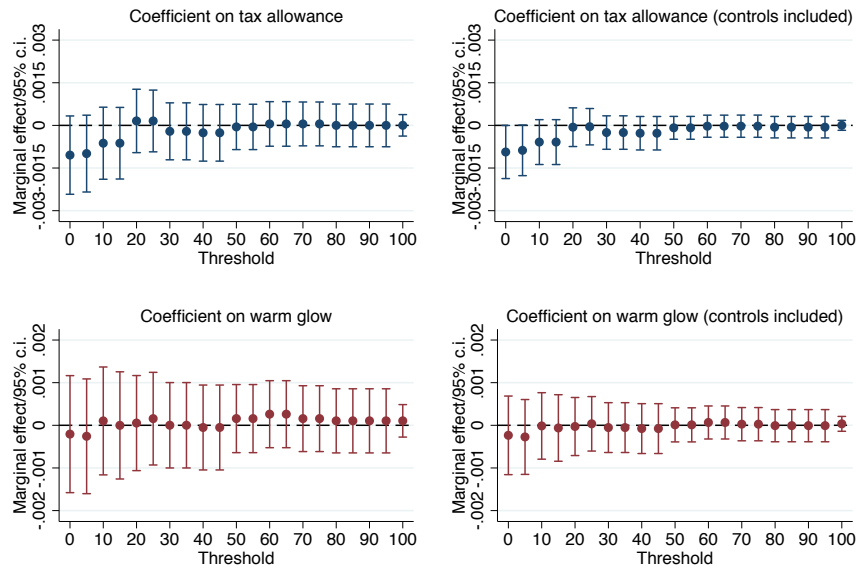 Coefficient on tax allowance
Marginal effect/95% c.i.
-.003 -.0015 0 .0015 .003
0 10 20 30 40 50 60 70 80 90 100
Threshold
Coefficient on tax allowance (controls included)
Marginal effect/95% c.i.
-.003 -.0015 0 .0015 .003
0 10 20 30 40 50 60 70 80 90 100
Threshold
Coefficient on warm glow
Marginal effect/95% c.i.
-.002 -.001 0 .001 .002
0 10 20 30 40 50 60 70 80 90 100
Threshold
Coefficient on warm glow (controls included)
Marginal effect/95% c.i.
-.002 -.001 0 .001 .002
0 10 20 30 40 50 60 70 80 90 100
Threshold